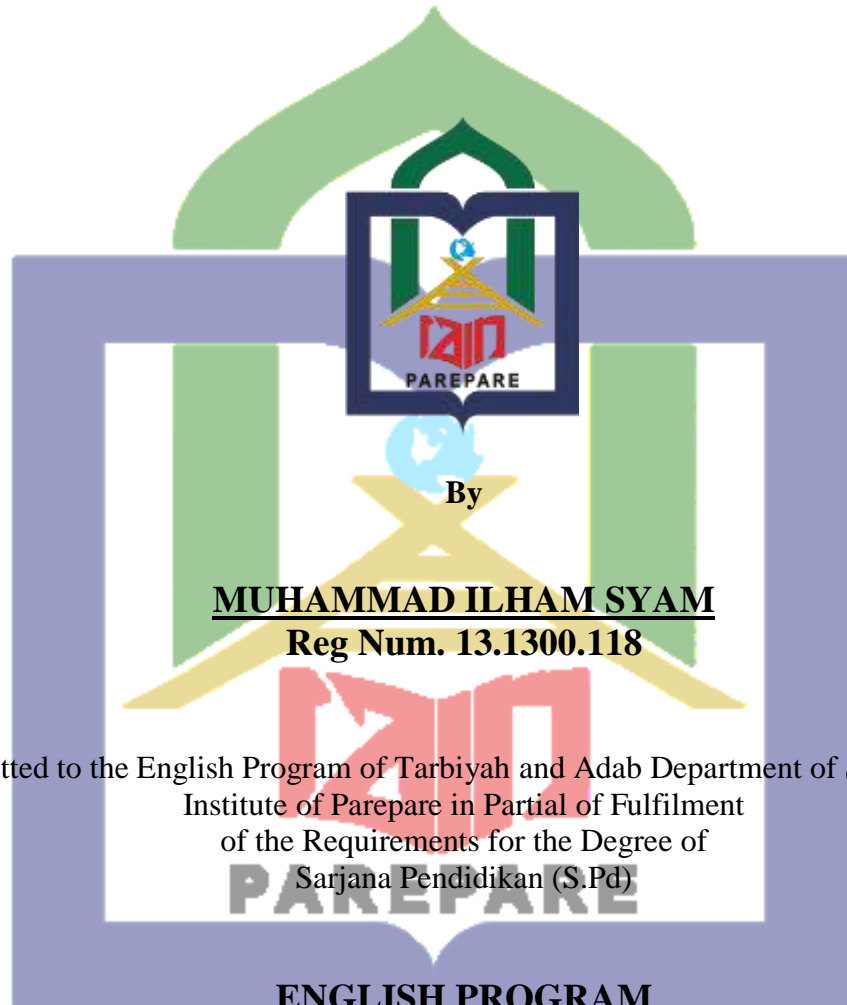 iain
PAREPARE
By
MUHAMMAD ILHAM SYAM
Reg Num. 13.1300.118
iain
tted to the English Program of Tarbiyah and Adab Department of
Institute of Parepare in Partial of Fulfilment
of the Requirements for the Degree of
Sarjana Pendidikan (S.Pd)
PAREPARE
ENGLISH PROGRAM